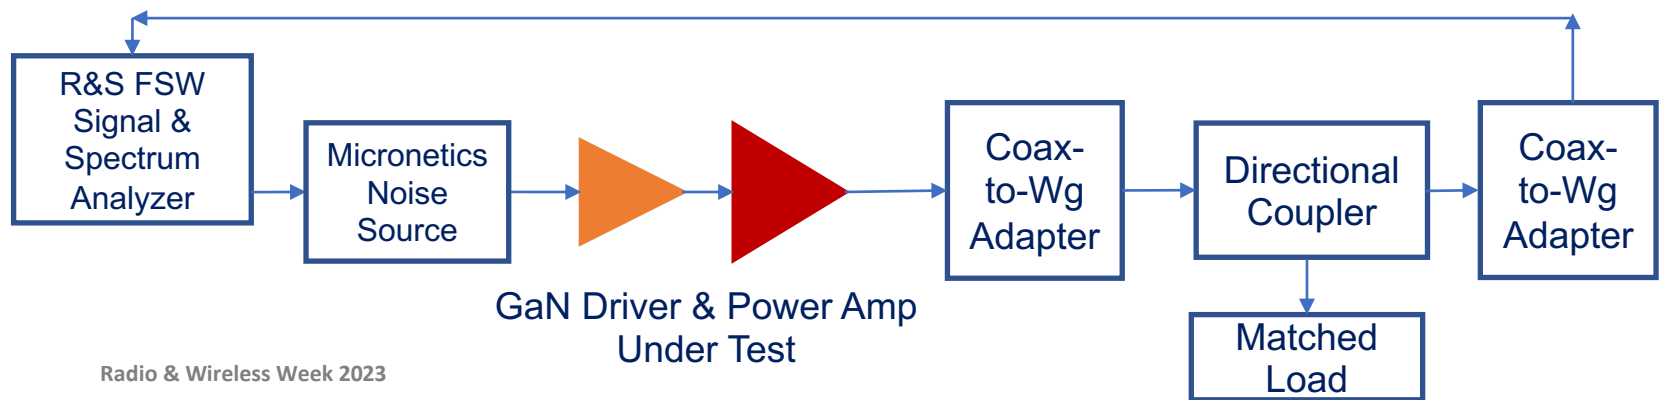 R&S FSW
Signal &
Spectrum
Analyzer
Micronetics
Noise
Source
GaN Driver & Power Amp
Under Test
Coax-
to-Wg
Adapter
Directional
Coupler
Matched
Load
Coax-
to-Wg
Adapter
Radio & Wireless Week 2023